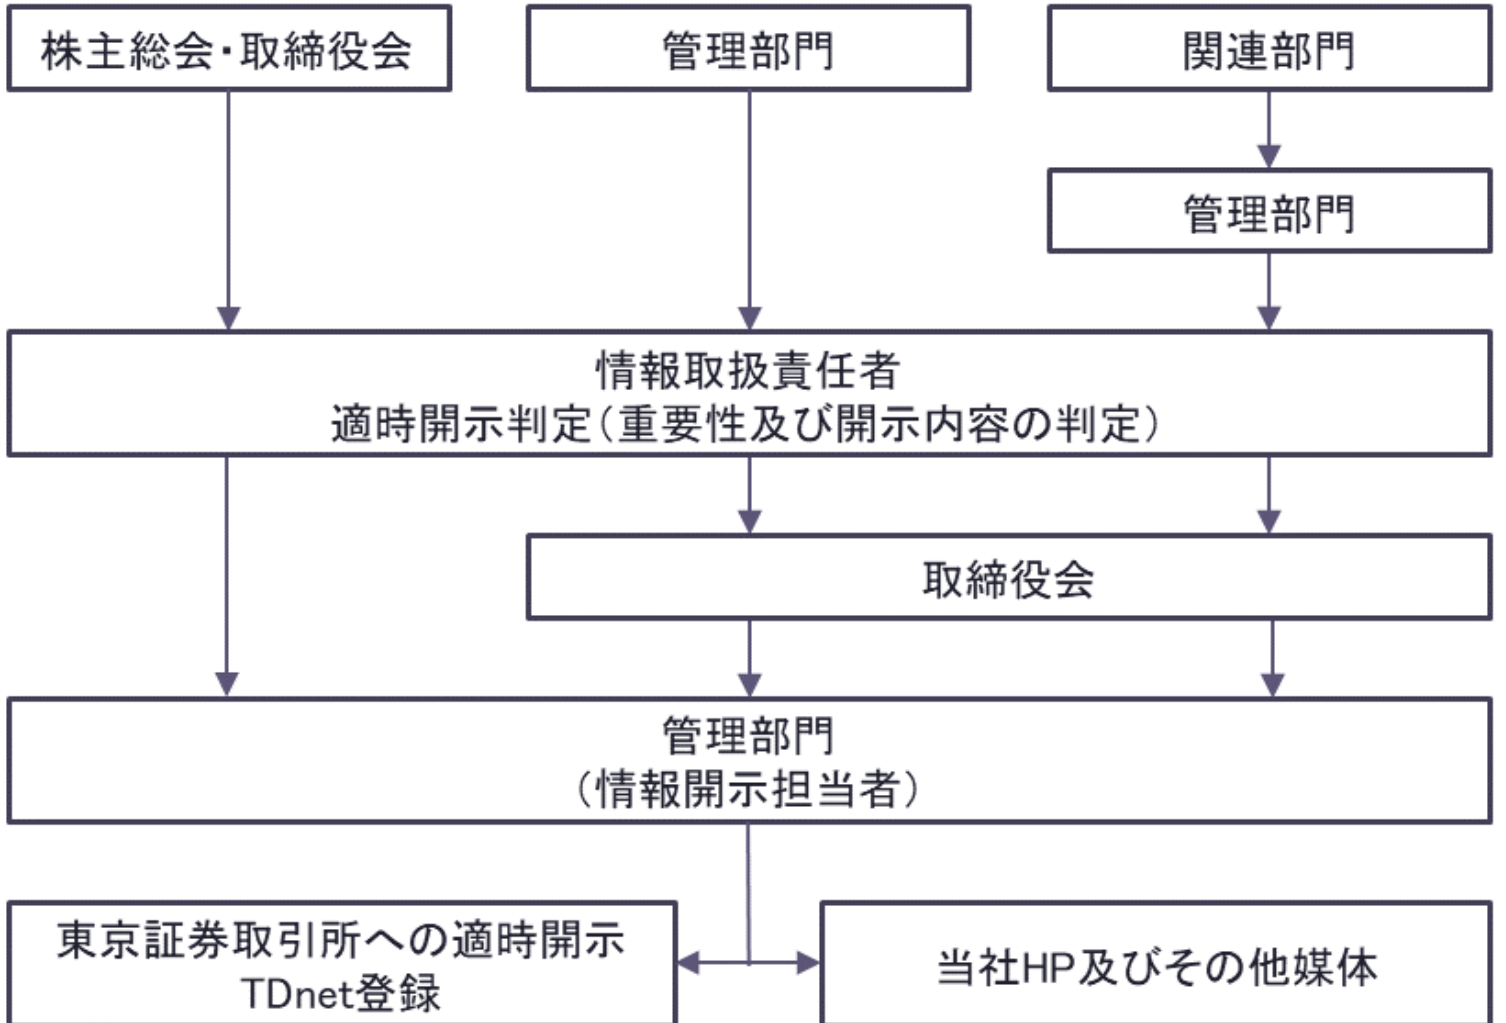 株主総会・取締役会
管理部門
関連部門
管理部門
情報取扱責任者
適時開示判定（重要性及び開示内容の判定）
取締役会
管理部門
（情報開示担当者）
東京証券取引所への適時開示
TDnet登録
当社HP及びその他媒体